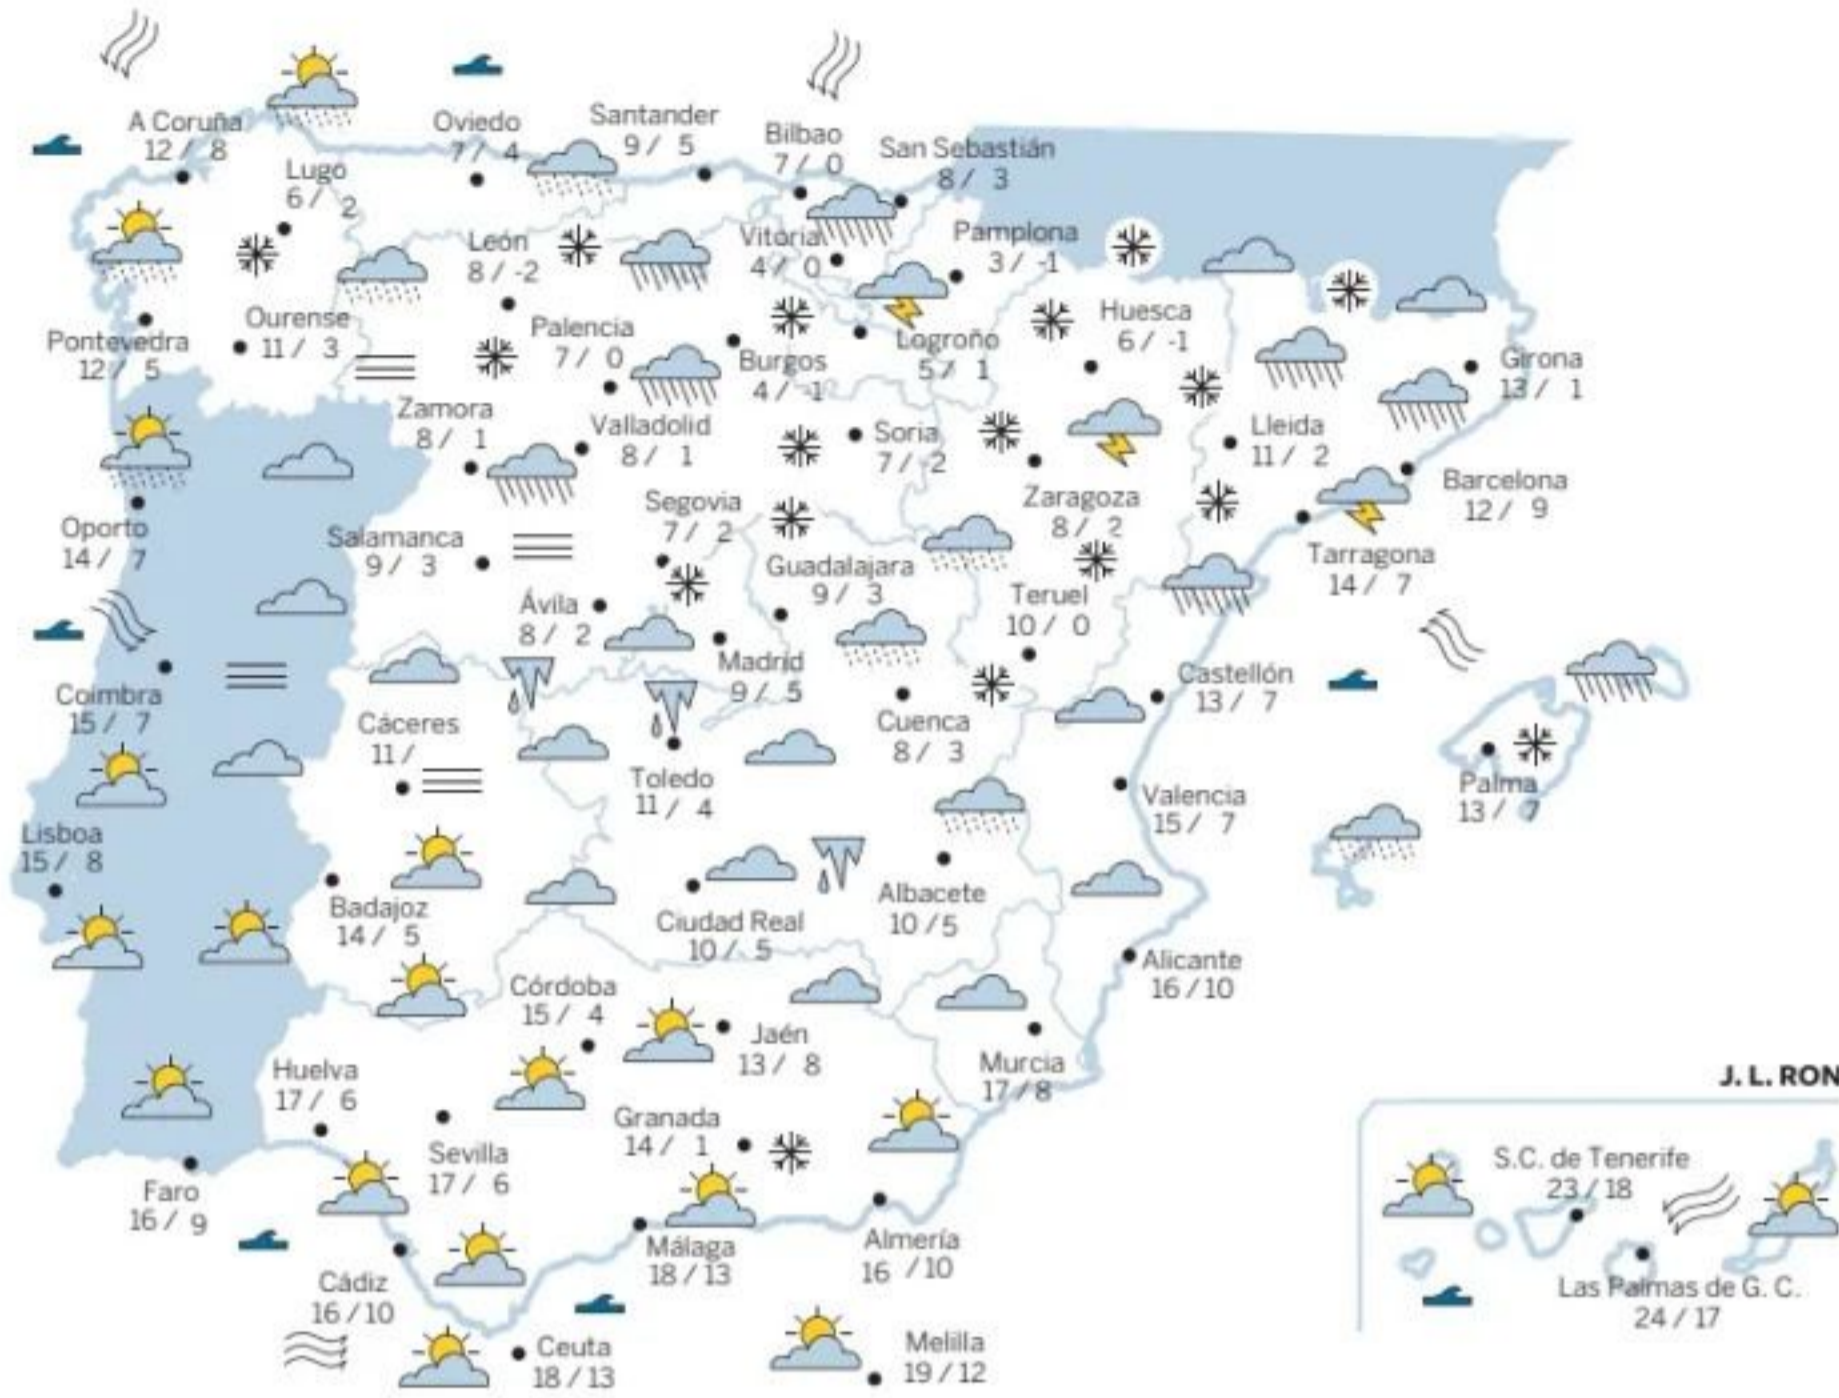 A Coruña
12 / 8
Lugo
6 / 2
Oviedo
7 / 4
Santander
9 / 5
Bilbao
7 / 0
San Sebastián
8 / 3
León
8 / -2
Vitoria
4 / 0
Pamplona
3 / -1
Pontevedra
12 / 5
Ourense
11 / 3
Palencia
7 / 0
Burgos
4 / -1
Logroño
5 / 1
Huesca
6 / -1
Girona
13 / 1
Zamora
8 / 1
Valladolid
8 / 1
Soria
7 / -2
Lleida
11 / 2
Barcelona
12 / 9
Oporto
14 / 7
Salamanca
9 / 3
Segovia
7 / 2
Guadalajara
9 / 3
Zaragoza
8 / 2
Tarragona
14 / 7
Ávila
8 / 2
Teruel
10 / 0
Coimbra
15 / 7
Cáceres
11 /
Madrid
9 / 5
Cuenca
8 / 3
Castellón
13 / 7
Toledo
11 / 4
Valencia
15 / 7
Palma
13 / 7
Lisboa
15 / 8
Badajoz
14 / 5
Ciudad Real
10 / 5
Albacete
10 / 5
Alicante
16 / 10
Córdoba
15 / 4
Jaén
13 / 8
Murcia
17 / 8
Huelva
17 / 6
Sevilla
17 / 6
Granada
14 / 1
Faro
16 / 9
Cádiz
16 / 10
Málaga
18 / 13
Almería
16 / 10
Ceuta
18 / 13
Melilla
19 / 12
J. L. RON
S.C. de Tenerife
23 / 18
Las Palmas de G. C.
24 / 17